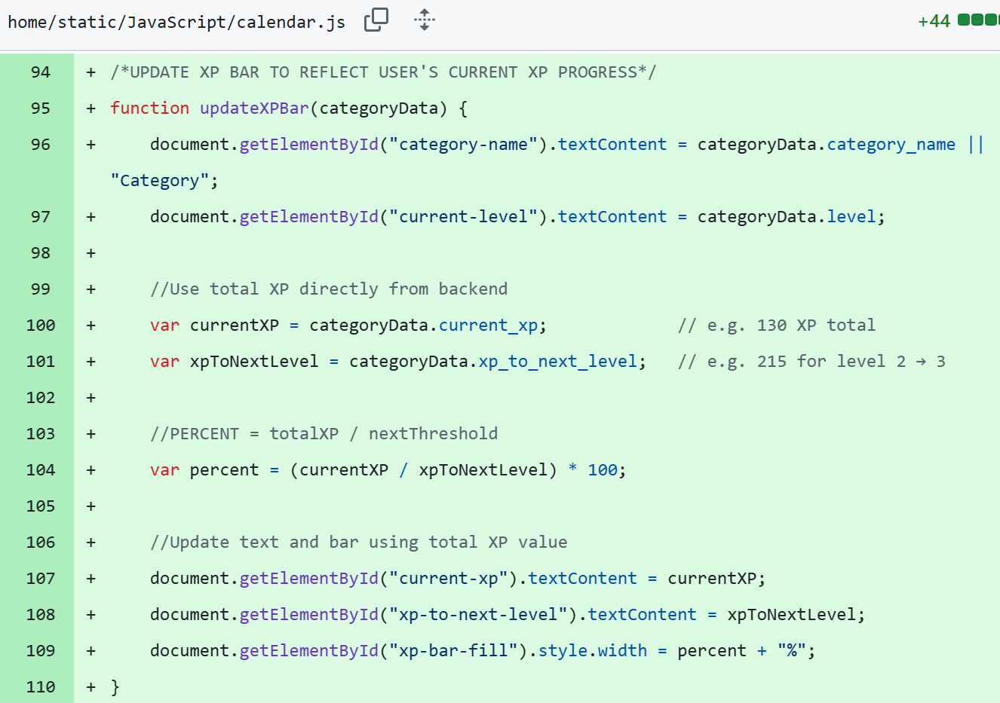 home/static/JavaScript/calendar.js +44
94 + /*UPDATE XP BAR TO REFLECT USER'S CURRENT XP PROGRESS*/
95 + function updateXPBar(categoryData) {
96 +     document.getElementById("category-name").textContent = categoryData.category_name ||
"Category";
97 +     document.getElementById("current-level").textContent = categoryData.level;
98 +
99 +     //Use total XP directly from backend
100 +     var currentXP = categoryData.current_xp;             // e.g. 130 XP total
101 +     var xpToNextLevel = categoryData.xp_to_next_level;   // e.g. 215 for level 2 → 3
102 +
103 +     //PERCENT = totalXP / nextThreshold
104 +     var percent = (currentXP / xpToNextLevel) * 100;
105 +
106 +     //Update text and bar using total XP value
107 +     document.getElementById("current-xp").textContent = currentXP;
108 +     document.getElementById("xp-to-next-level").textContent = xpToNextLevel;
109 +     document.getElementById("xp-bar-fill").style.width = percent + "%";
110 + }